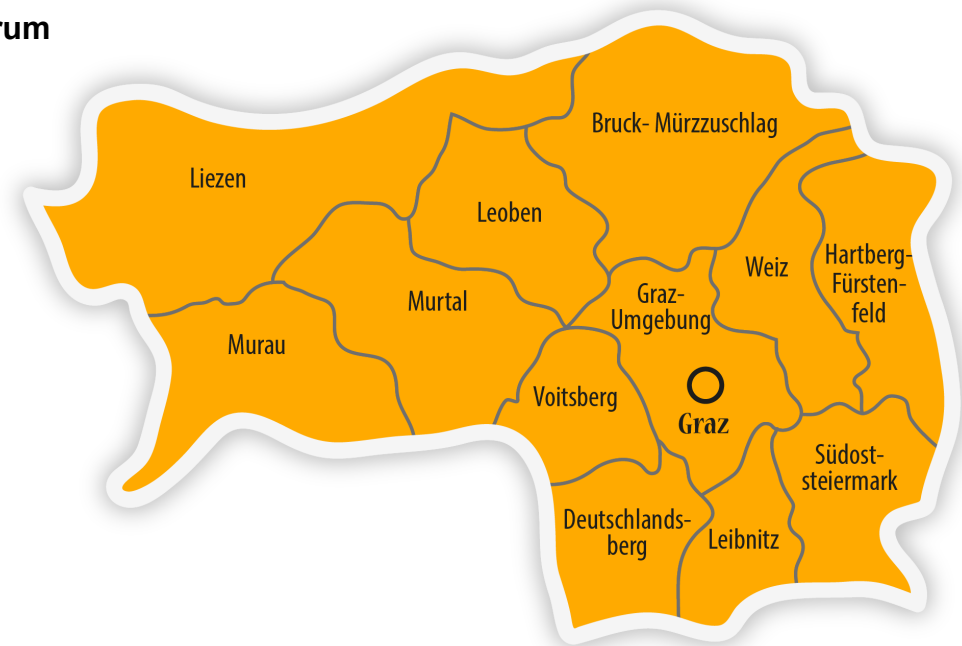 rum
Bruck- Mürzzuschlag
Liezen
Leoben
Weiz
Hartberg-
Fürsten-
feld
Graz-
Umgebung
Murtal
Murau
Voitsberg
Graz
Südost-
steiermark
Deutschlands-
berg
Leibnitz